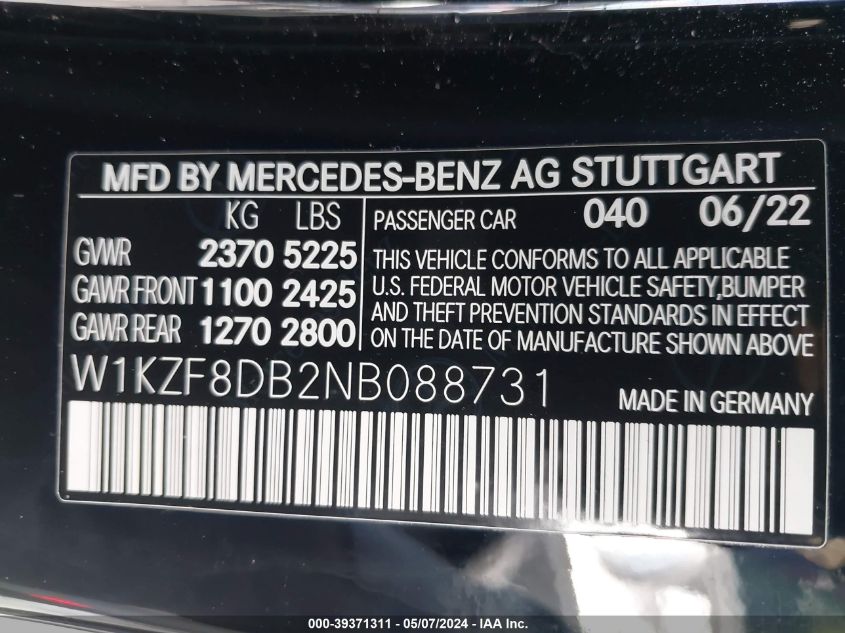 MFD BY MERCEDES-BENZ AG STUTTGART
KG LBS
GVWR 2370 5225
GAWR FRONT 1100 2425
GAWR REAR 1270 2800
PASSENGER CAR 040 06/22
THIS VEHICLE CONFORMS TO ALL APPLICABLE
U.S. FEDERAL MOTOR VEHICLE SAFETY,BUMPER
AND THEFT PREVENTION STANDARDS IN EFFECT
ON THE DATE OF MANUFACTURE SHOWN ABOVE
W1KZF8DB2NB088731
MADE IN GERMANY
000-39371311 - 05/07/2024 - IAA Inc.